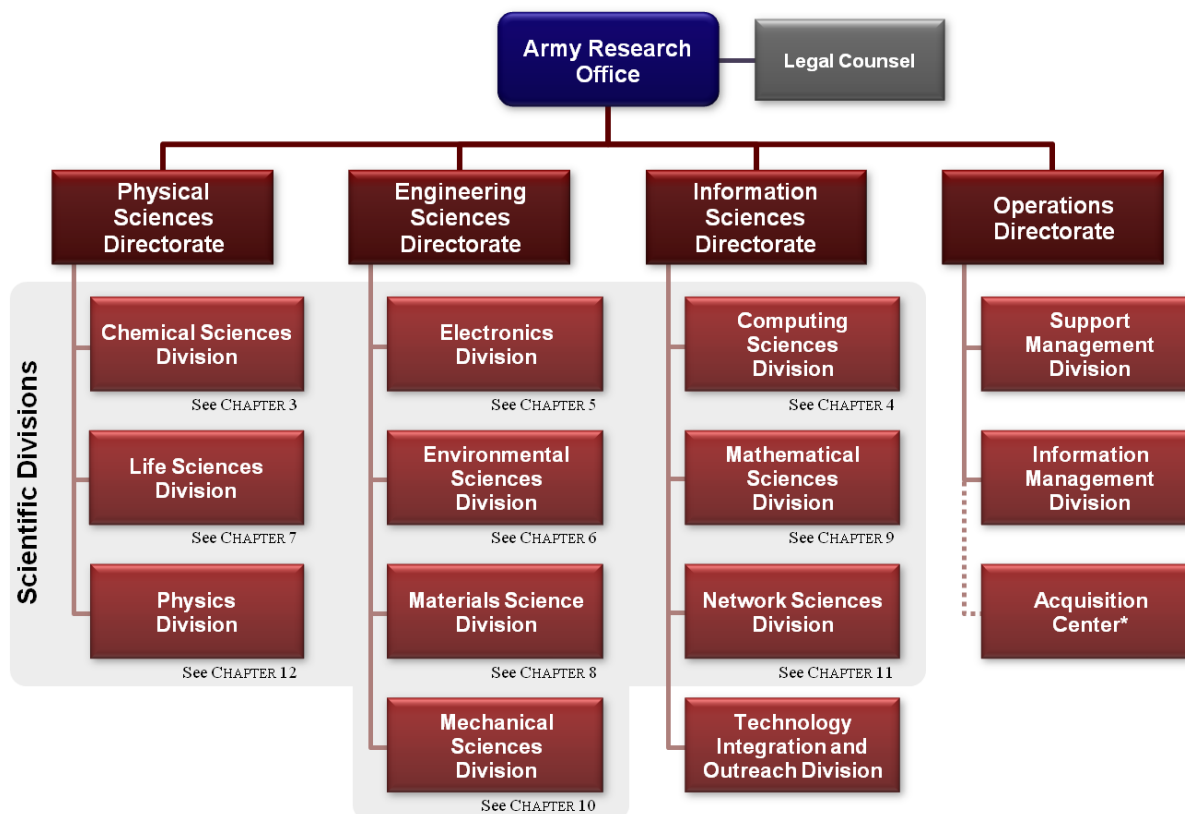 Army Research
Office
Legal Counsel
Physical
Sciences
Directorate
Engineering
Sciences
Directorate
Information
Sciences
Directorate
Operations
Directorate
Scientific Divisions
Chemical Sciences
Division
See CHAPTER 3
Life Sciences
Division
See CHAPTER 7
Physics
Division
See CHAPTER 12
Electronics
Division
See CHAPTER 5
Environmental
Sciences
Division
See CHAPTER 6
Materials Science
Division
See CHAPTER 8
Mechanical
Sciences
Division
See CHAPTER 10
Computing
Sciences
Division
See CHAPTER 4
Mathematical
Sciences
Division
See CHAPTER 9
Network Sciences
Division
See CHAPTER 11
Technology
Integration and
Outreach Division
Support
Management
Division
Information
Management
Division
Acquisition
Center*